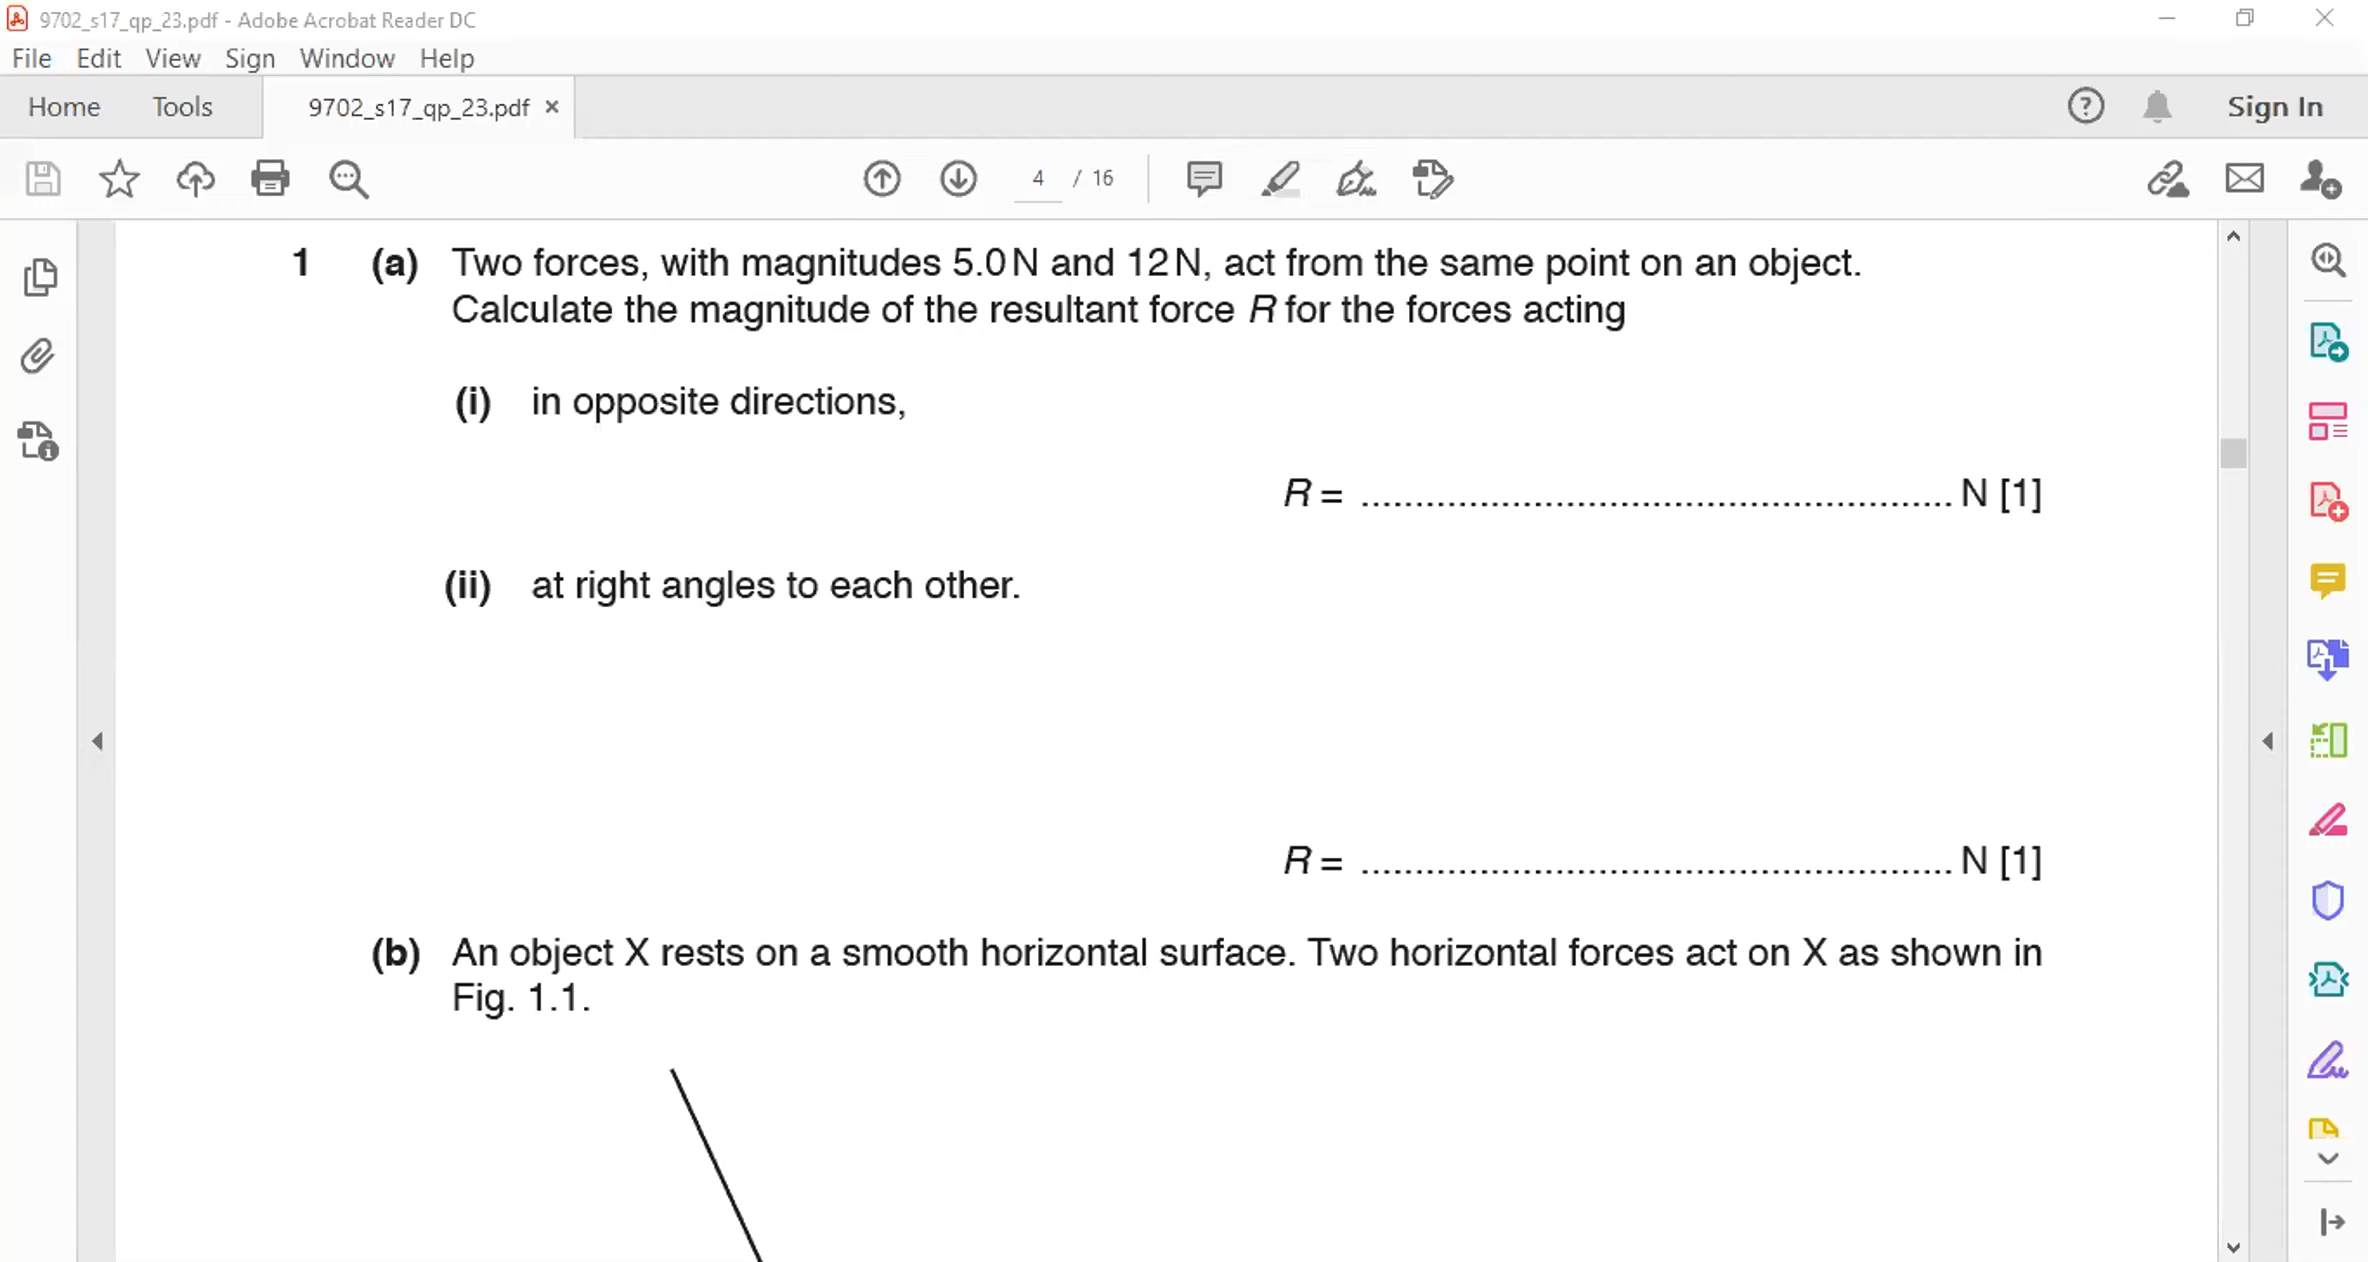 9702_s17_qp_23.pdf - Adobe Acrobat Reader DC
File Edit View Sign Window Help
Home Tools 9702_s17_qp_23.pdf × Sign In
4 / 16
1 (a) Two forces, with magnitudes 5.0 N and 12 N, act from the same point on an object.
Calculate the magnitude of the resultant force R for the forces acting
(i) in opposite directions,
R = ...................................................... N [1]
(ii) at right angles to each other.
R = ...................................................... N [1]
(b) An object X rests on a smooth horizontal surface. Two horizontal forces act on X as shown in
Fig. 1.1.